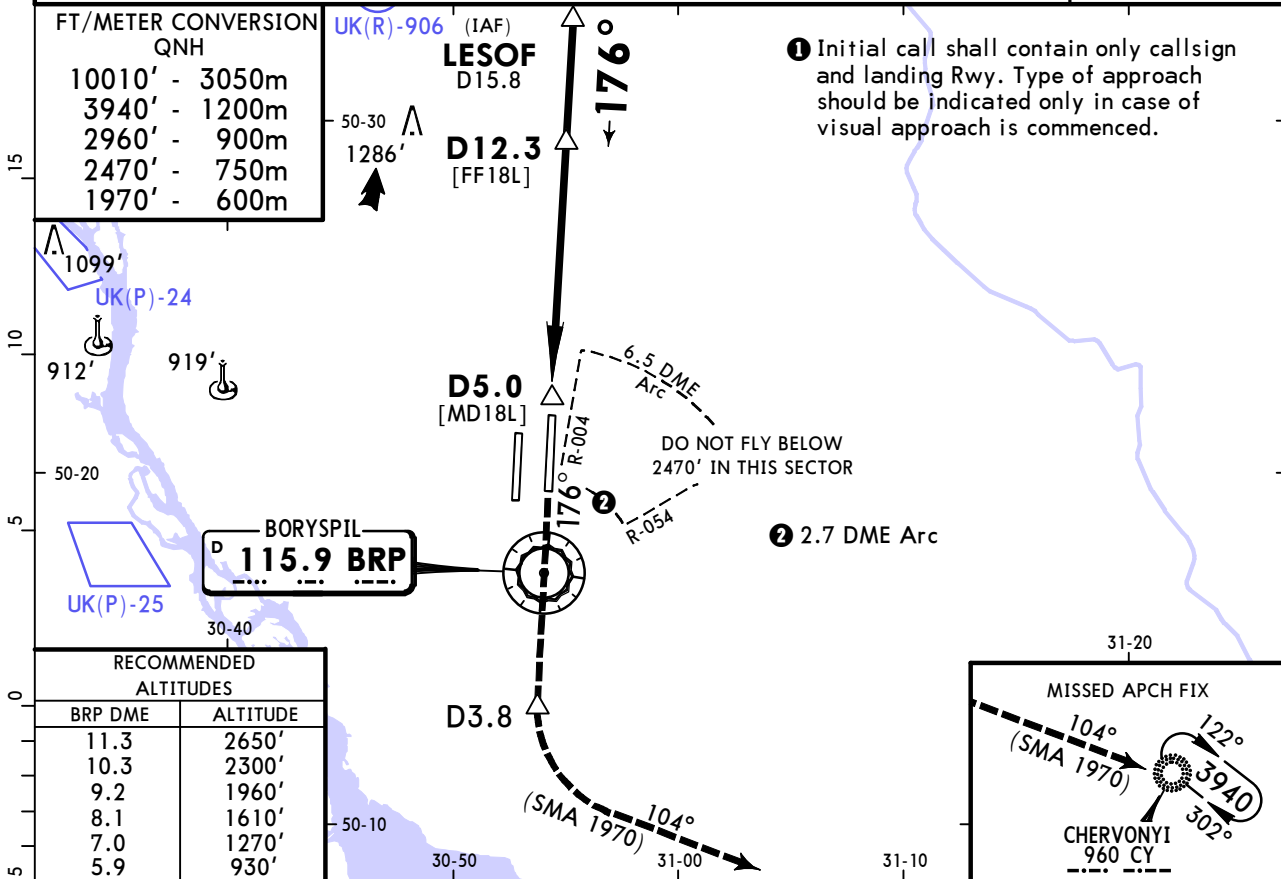 FT/METER CONVERSION
QNH
10010' - 3050m
3940' - 1200m
2960' - 900m
2470' - 750m
1970' - 600m
UK(R)-906
(IAF)
LESOF
D15.8
176°
❶ Initial call shall contain only callsign
and landing Rwy. Type of approach
should be indicated only in case of
visual approach is commenced.
50-30
1286'
D12.3
[FF18L]
15
1099'
UK(P)-24
912'
919'
10
6.5 DME
Arc
D5.0
[MD18L]
R-004
DO NOT FLY BELOW
2470' IN THIS SECTOR
50-20
176°
❷
R-054
❷ 2.7 DME Arc
5
BORYSPIL
D 115.9 BRP
UK(P)-25
30-40
31-20
RECOMMENDED
ALTITUDES
BRP DME ALTITUDE
11.3 2650'
10.3 2300'
9.2 1960'
8.1 1610'
7.0 1270'
5.9 930'
0
5
D3.8
(SMA 1970)
104°
50-10
30-50
31-00
31-10
MISSED APCH FIX
104°
(SMA 1970)
122°
3940
302°
CHERVONYI
960 CY